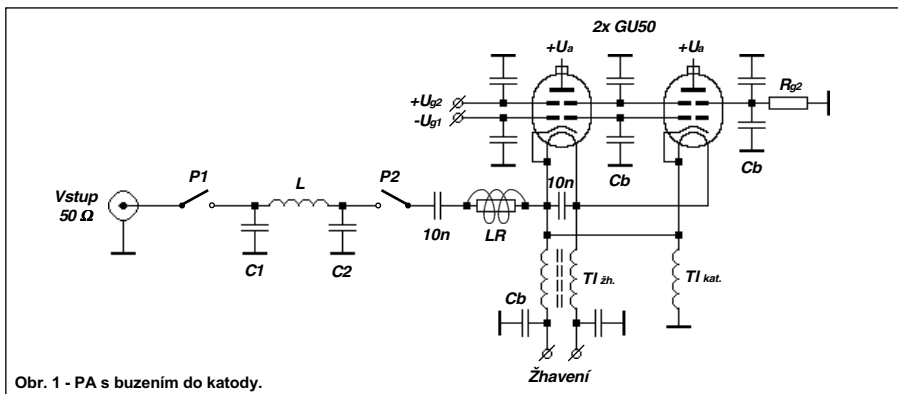 2x GU50
+Ua +Ua
+Ug2
-Ug1
Rg2
Cb
Cb
Vstup
50 Ω
P1
L
P2
10n
C1
C2
10n
LR
Tl žh.
Tl kat.
Cb
Žhavení
Obr. 1 - PA s buzením do katody.